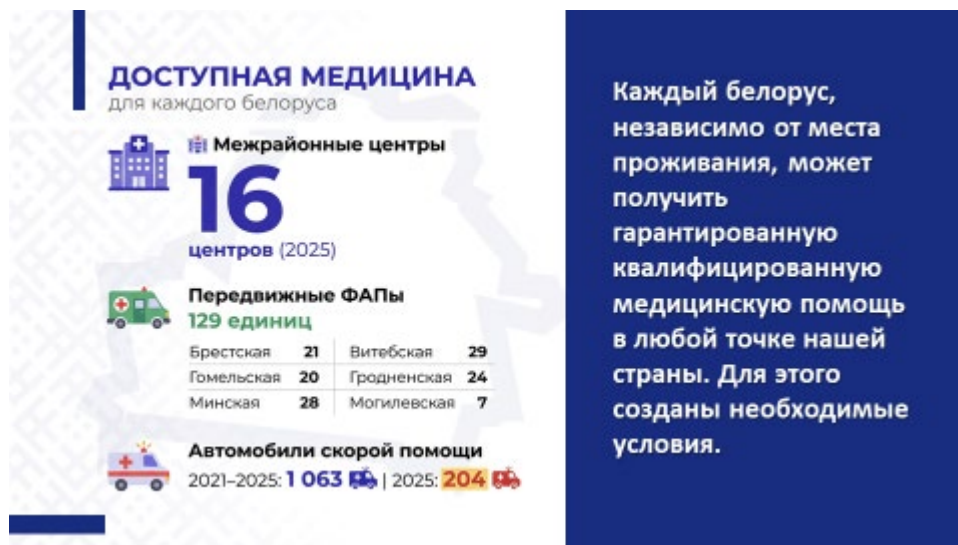 ДОСТУПНАЯ МЕДИЦИНА
для каждого белоруса
Межрайонные центры
16
центров (2025)
Передвижные ФАПы
129 единиц
Брестская 21 Витебская 29
Гомельская 20 Гродненская 24
Минская 28 Могилевская 7
Автомобили скорой помощи
2021–2025: 1 063 | 2025: 204
Каждый белорус,
независимо от места
проживания, может
получить
гарантированную
квалифицированную
медицинскую помощь
в любой точке нашей
страны. Для этого
созданы необходимые
условия.